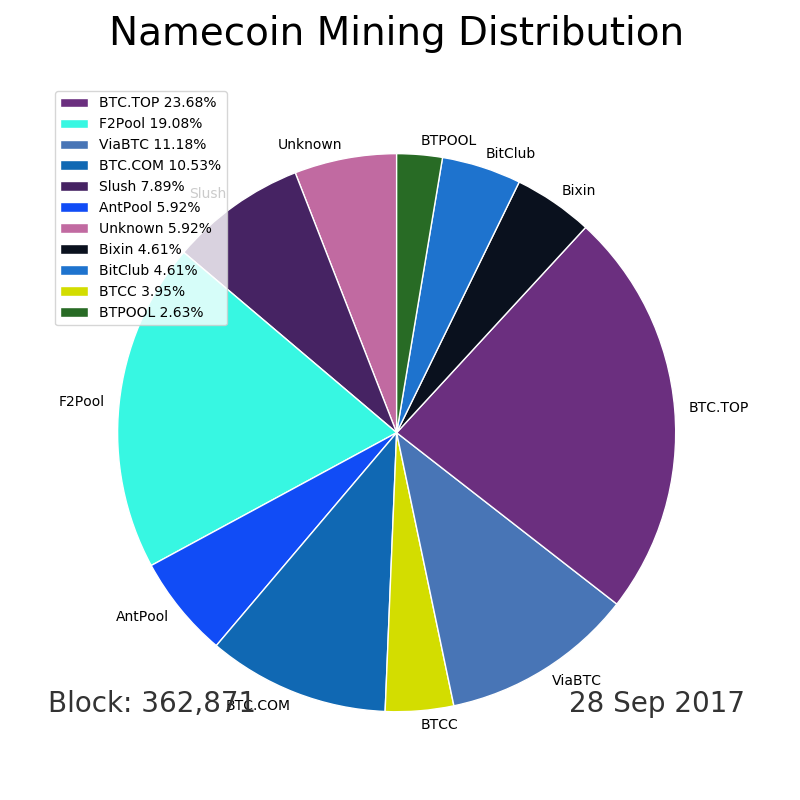 Namecoin Mining Distribution
BTC.TOP 23.68%
F2Pool 19.08%
ViaBTC 11.18%
BTC.COM 10.53%
Slush 7.89%
AntPool 5.92%
Unknown 5.92%
Bixin 4.61%
BitClub 4.61%
BTCC 3.95%
BTPOOL 2.63%
Unknown
BTPOOL
BitClub
Bixin
Slush
F2Pool
BTC.TOP
AntPool
ViaBTC
BTC.COM
BTCC
Block: 362,871
28 Sep 2017